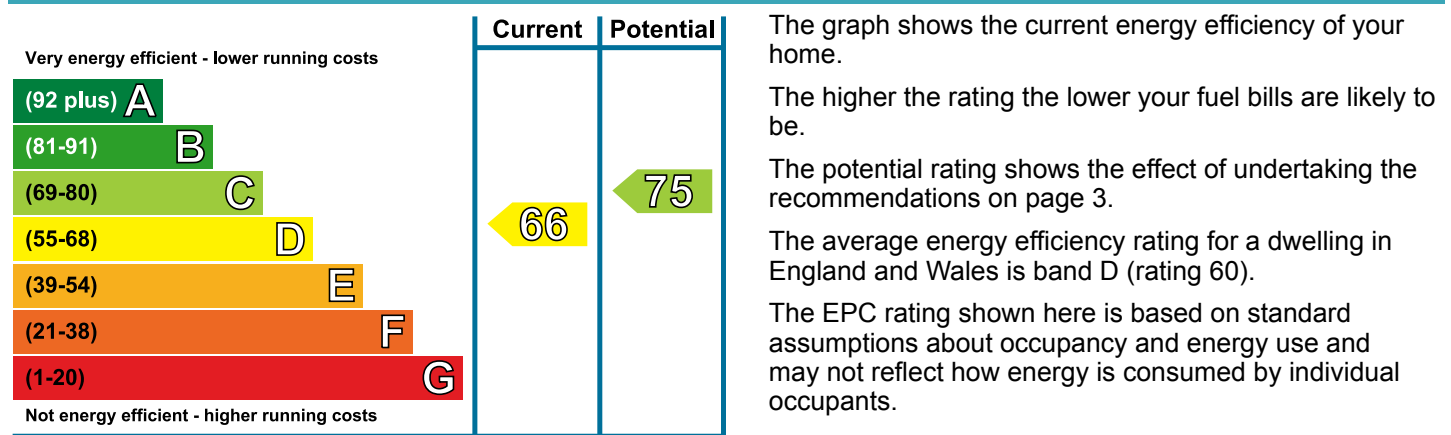 Current Potential
Very energy efficient - lower running costs
(92 plus) A
(81-91) B
(69-80) C
(55-68) D
(39-54) E
(21-38) F
(1-20) G
Not energy efficient - higher running costs
66
75
The graph shows the current energy efficiency of your
home.
The higher the rating the lower your fuel bills are likely to
be.
The potential rating shows the effect of undertaking the
recommendations on page 3.
The average energy efficiency rating for a dwelling in
England and Wales is band D (rating 60).
The EPC rating shown here is based on standard
assumptions about occupancy and energy use and
may not reflect how energy is consumed by individual
occupants.